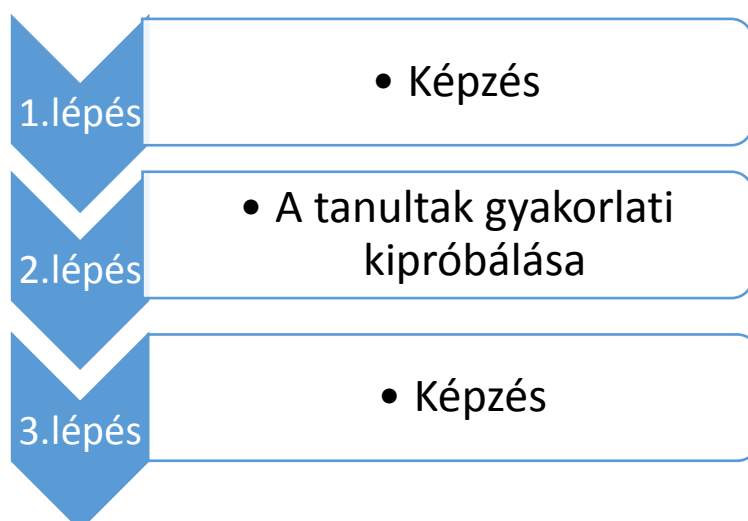 1.lépés
• Képzés
2.lépés
• A tanultak gyakorlati
kipróbálása
3.lépés
• Képzés